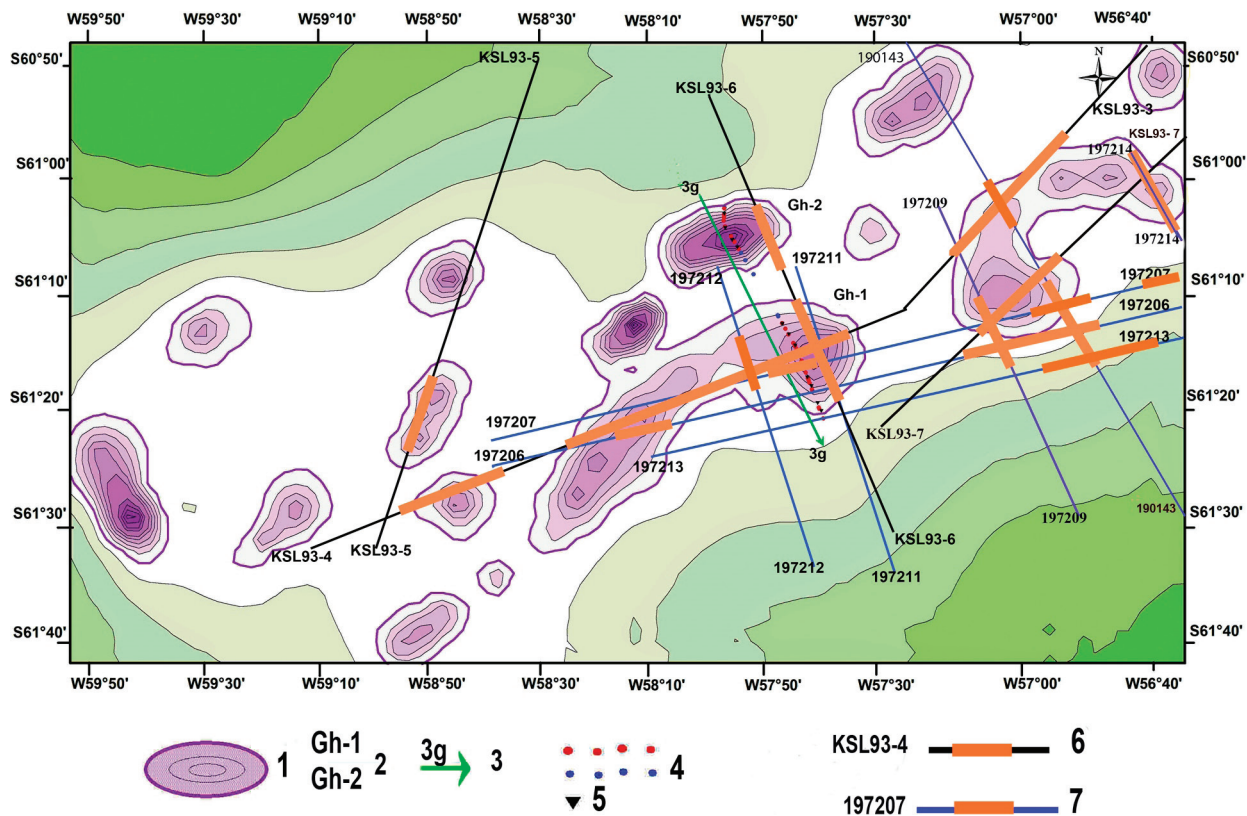 W59°50' W59°30' W59°10' W58°50' W58°30' W58°10' W57°50' W57°30' W57°00' W56°40'
S60°50' S60°50'
KSL93-5 190143 N
KSL93-6 KSL93-3
KSL93-7
197214
S61°00' S61°00'
3g
197209
Gh-2
197214
197212 197211 197207
S61°10' S61°10'
Gh-1 197206
197213
S61°20' S61°20'
197207
KSL93-7
197206 197213 3g
S61°30' S61°30'
197209 190143
KSL93-4 KSL93-5 KSL93-6
197212 197211
S61°40' S61°40'
W59°50' W59°30' W59°10' W58°50' W58°30' W58°10' W57°50' W57°30' W57°00' W56°40'
Gh-1
Gh-2
1 2 3g 3 4 KSL93-4 6
5 197207 7